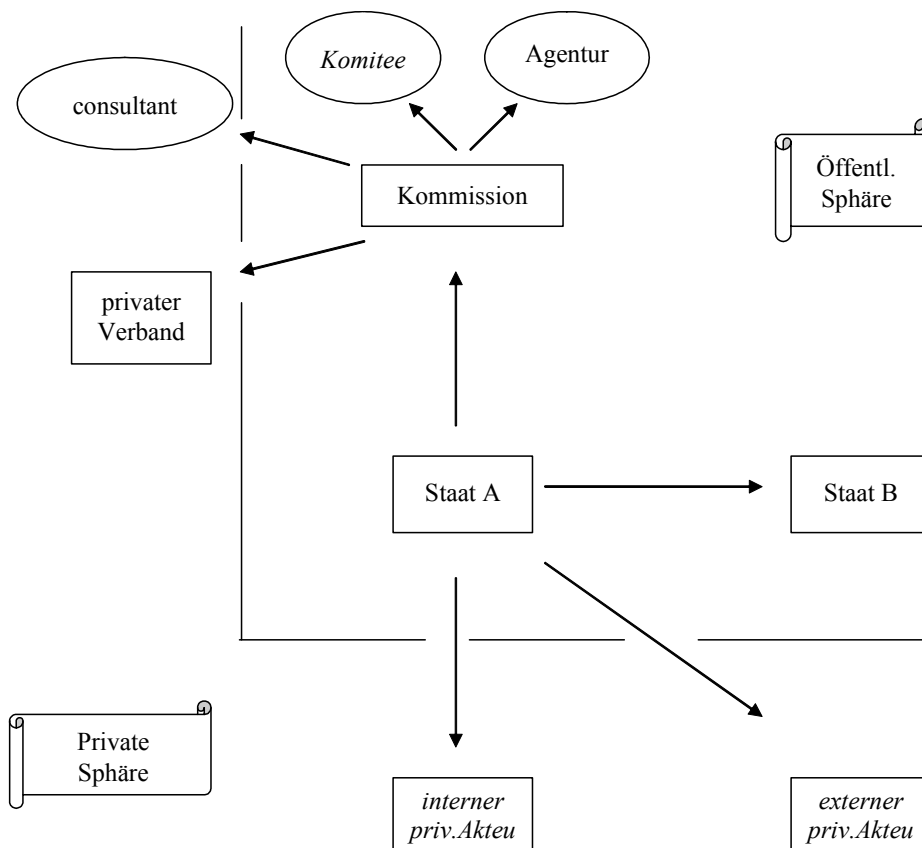 Komitee
Agentur
consultant
Kommission
Öffentl.
Sphäre
privater
Verband
Staat A
Staat B
Private
Sphäre
interner
priv.Akteu
externer
priv.Akteu